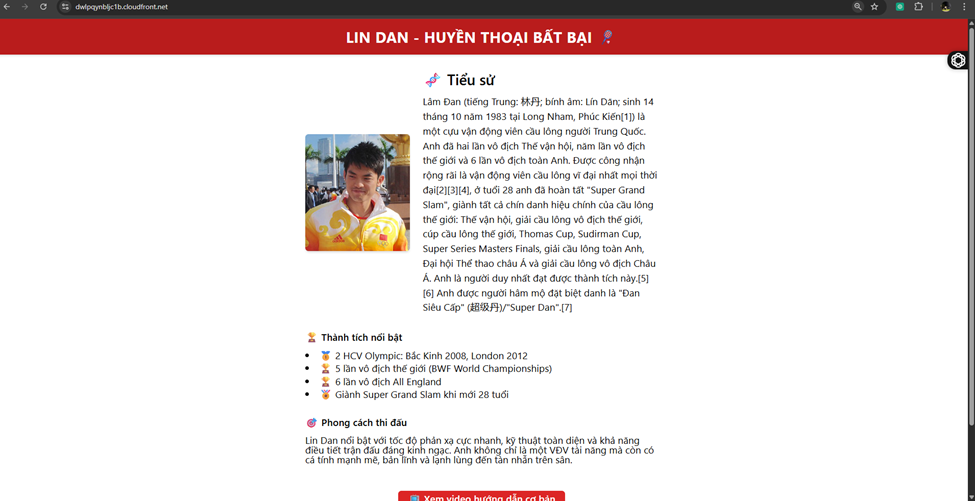 dwlpqynbljc1b.cloudfront.net
LIN DAN - HUYỀN THOẠI BẤT BẠI
Tiểu sử
Lâm Đan (tiếng Trung: 林丹; bính âm: Lín Dān; sinh 14
tháng 10 năm 1983 tại Long Nham, Phúc Kiến[1]) là
một cựu vận động viên cầu lông người Trung Quốc.
Anh đã hai lần vô địch Thế vận hội, năm lần vô địch
thế giới và 6 lần vô địch toàn Anh. Được công nhận
rộng rãi là vận động viên cầu lông vĩ đại nhất mọi thời
đại[2][3][4], ở tuổi 28 anh đã hoàn tất "Super Grand
Slam", giành tất cả chín danh hiệu chính của cầu lông
thế giới: Thế vận hội, giải cầu lông vô địch thế giới,
cúp cầu lông thế giới, Thomas Cup, Sudirman Cup,
Super Series Masters Finals, giải cầu lông toàn Anh,
Đại hội Thể thao châu Á và giải cầu lông vô địch Châu
Á. Anh là người duy nhất đạt được thành tích này.[5]
[6] Anh được người hâm mộ đặt biệt danh là "Đan
Siêu Cấp" (超级丹)/"Super Dan".[7]
Thành tích nổi bật
2 HCV Olympic: Bắc Kinh 2008, London 2012
5 lần vô địch thế giới (BWF World Championships)
6 lần vô địch All England
Giành Super Grand Slam khi mới 28 tuổi
Phong cách thi đấu
Lin Dan nổi bật với tốc độ phản xạ cực nhanh, kỹ thuật toàn diện và khả năng
điều tiết trận đấu đáng kinh ngạc. Anh không chỉ là một VĐV tài năng mà còn có
cá tính mạnh mẽ, bản lĩnh và lạnh lùng đến tàn nhẫn trên sân.
Xem video hướng dẫn cơ bản